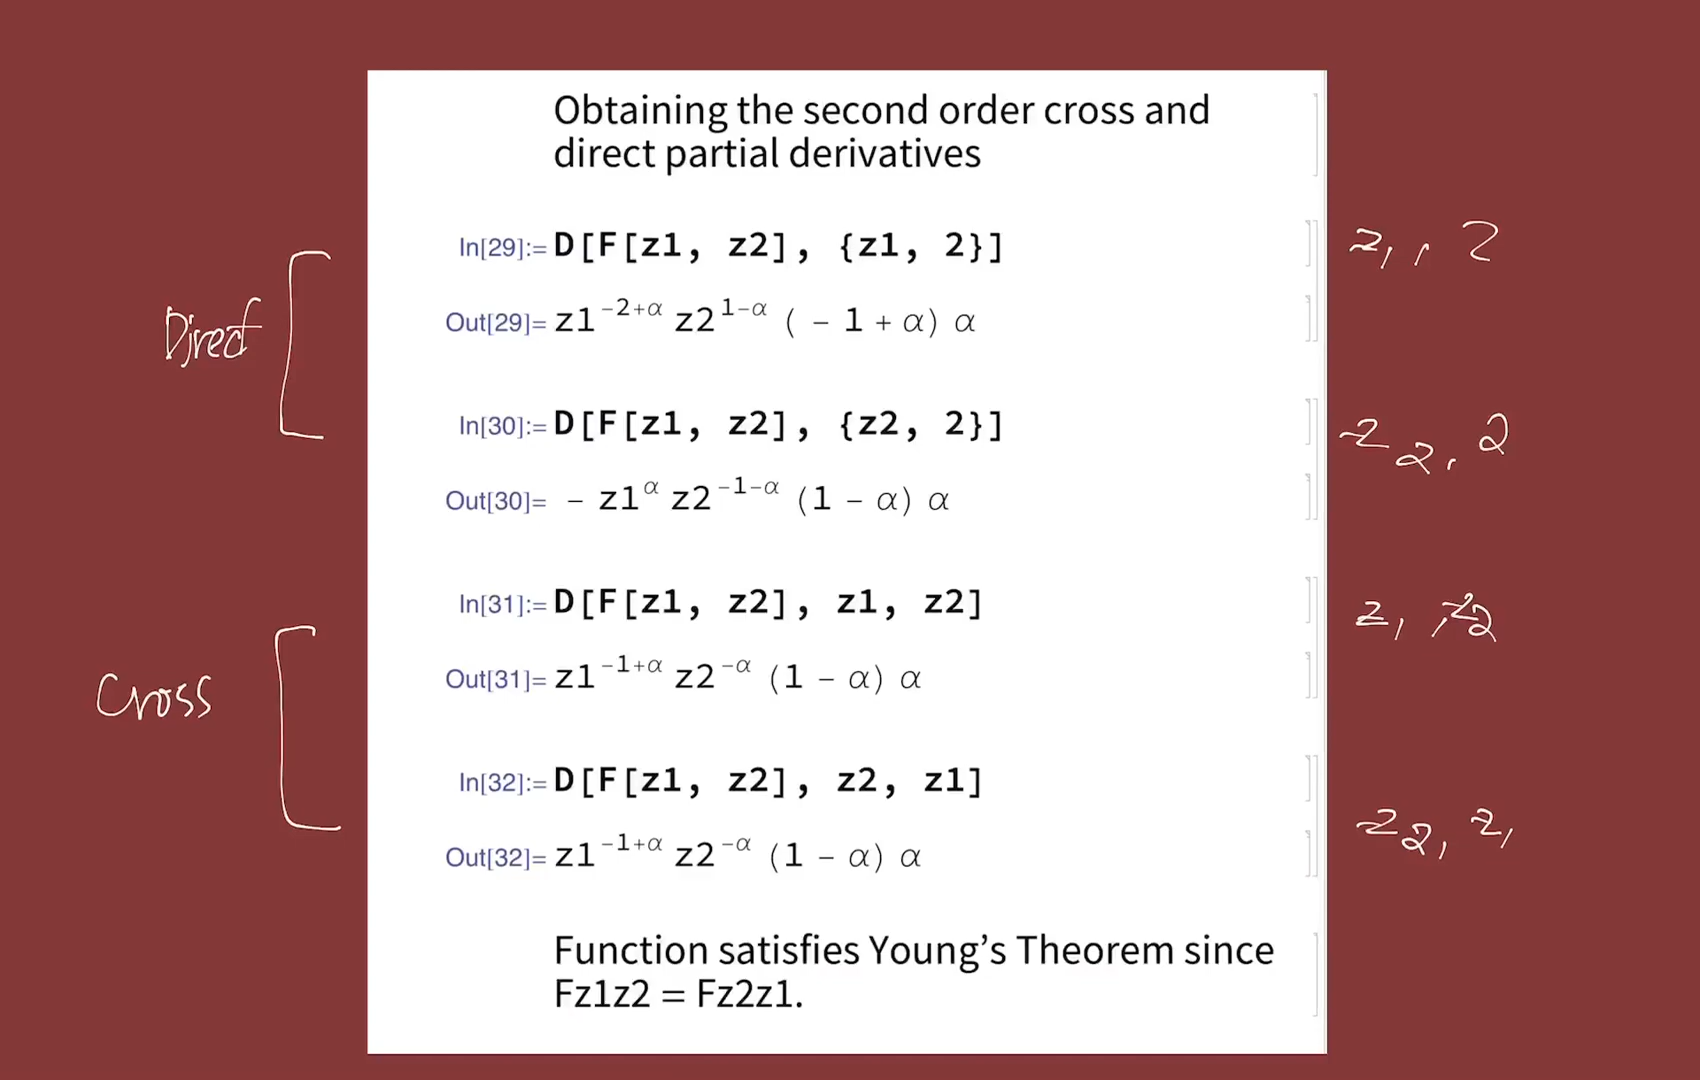 Obtaining the second order cross and
direct partial derivatives
In[29]:= D[F[z1, z2], {z1, 2}]
z₁, 2
Direct
Out[29]= z1^(-2+α) z2^(1-α) (-1 + α) α
In[30]:= D[F[z1, z2], {z2, 2}]
z₂, 2
Out[30]= - z1^α z2^(-1-α) (1 - α) α
In[31]:= D[F[z1, z2], z1, z2]
z₁, z₂
Cross
Out[31]= z1^(-1+α) z2^(-α) (1 - α) α
In[32]:= D[F[z1, z2], z2, z1]
z₂, z₁
Out[32]= z1^(-1+α) z2^(-α) (1 - α) α
Function satisfies Young’s Theorem since
Fz1z2 = Fz2z1.